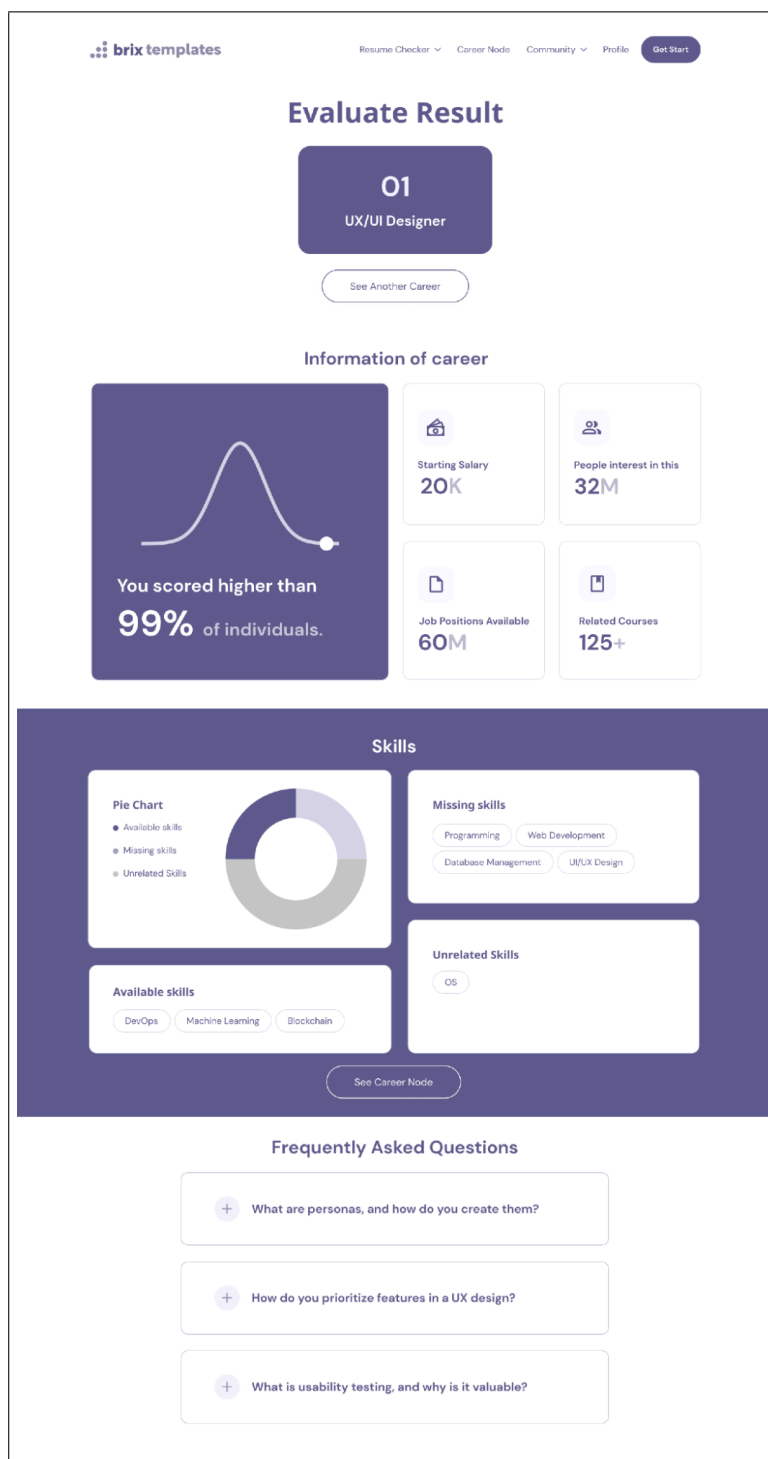 brix templates
Resume Checker
Career Node
Community
Profile
Get Start
Evaluate Result
01
UX/UI Designer
See Another Career
Information of career
You scored higher than
99% of individuals.
Starting Salary
20K
People interest in this
32M
Job Positions Available
60M
Related Courses
125+
Skills
Pie Chart
Available skills
Missing skills
Unrelated Skills
Available skills
DevOps
Machine Learning
Blockchain
Missing skills
Programming
Web Development
Database Management
UI/UX Design
Unrelated Skills
OS
See Career Node
Frequently Asked Questions
What are personas, and how do you create them?
How do you prioritize features in a UX design?
What is usability testing, and why is it valuable?